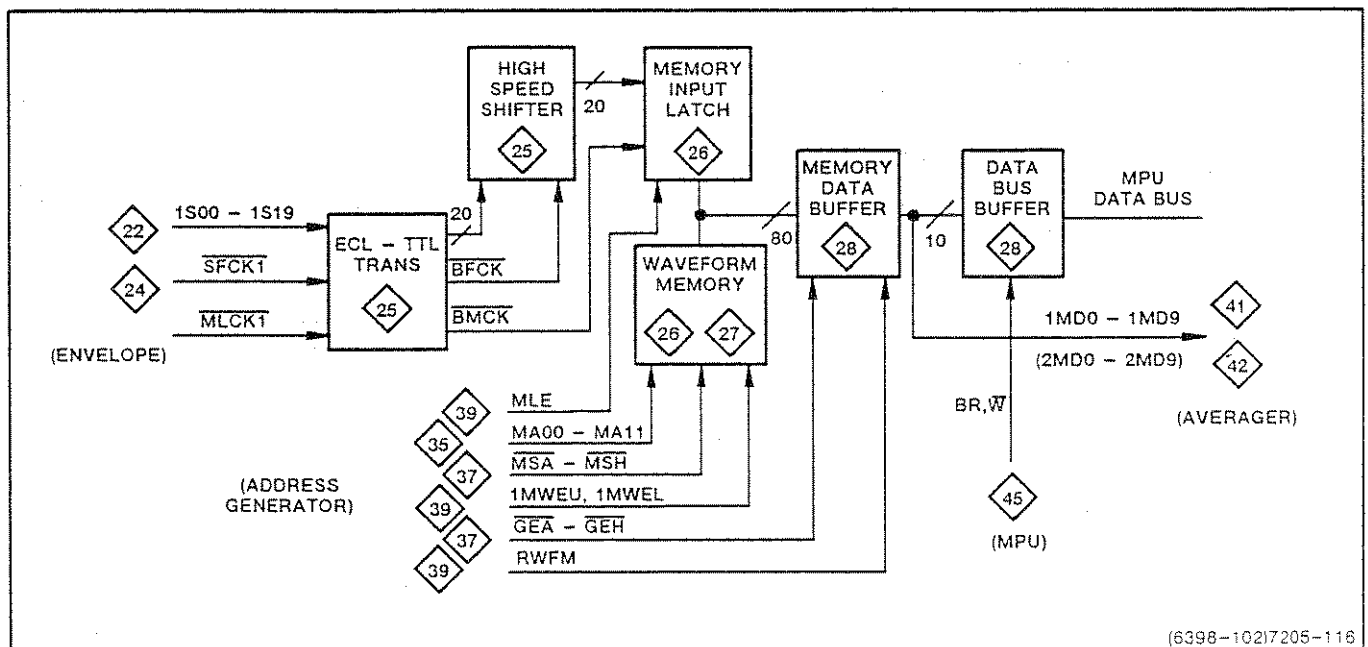 HIGH
SPEED
SHIFTER
25
20
MEMORY
INPUT
LATCH
26
22
1S00 - 1S19
24
SFCK1
MLCK1
(ENVELOPE)
ECL - TTL
TRANS
25
20
BFCK
BMCK
WAVEFORM
MEMORY
26
27
80
MEMORY
DATA
BUFFER
28
10
DATA
BUS
BUFFER
28
MPU
DATA BUS
1MD0 - 1MD9
(2MD0 - 2MD9)
41
42
(AVERAGER)
BR,W
45
(MPU)
(ADDRESS
GENERATOR)
39
MLE
35
MA00 - MA11
37
MSA - MSH
39
1MWEU, 1MWEL
37
GEA - GEH
39
RWFM
(6398-102)7205-116